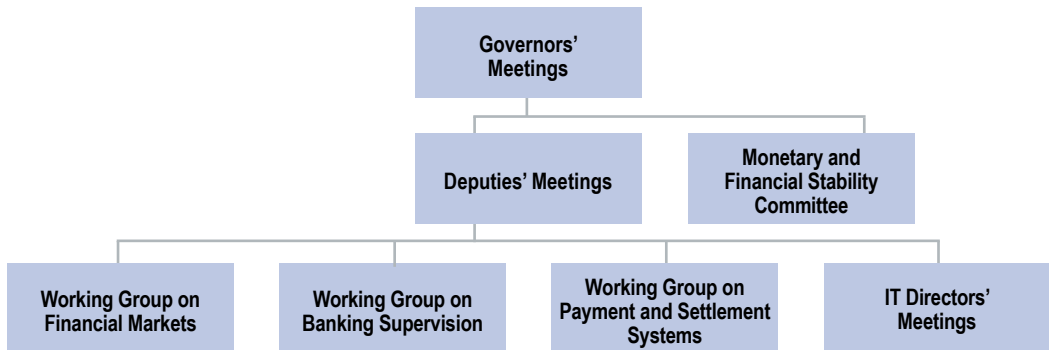 Governors’
Meetings
Deputies’ Meetings
Monetary and
Financial Stability
Committee
Working Group on
Financial Markets
Working Group on
Banking Supervision
Working Group on
Payment and Settlement
Systems
IT Directors’
Meetings